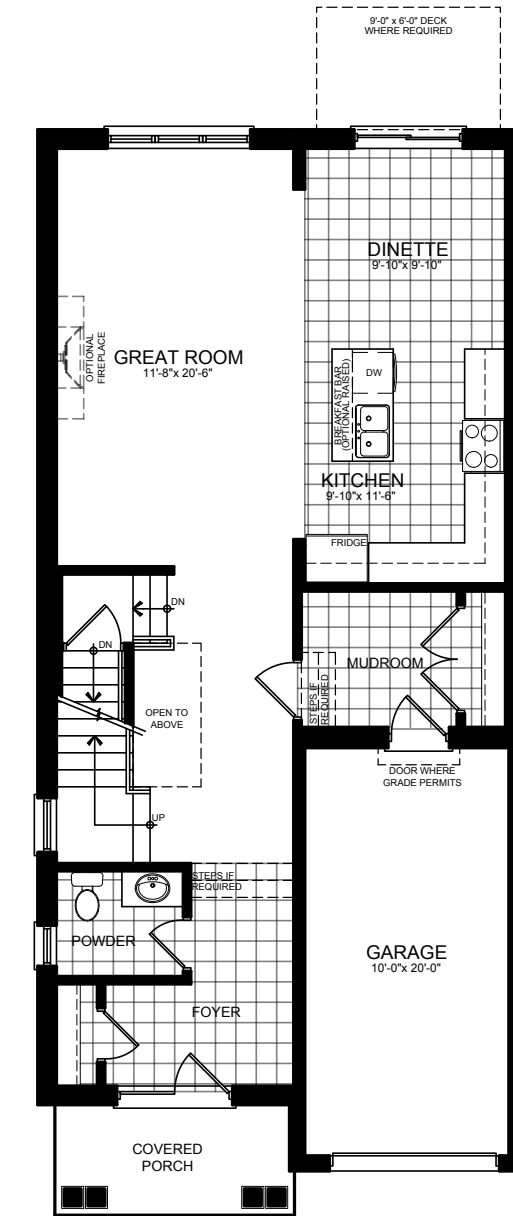 9'-0" x 6'-0" DECK
WHERE REQUIRED
DINETTE
9'-10"x 9'-10"
OPTIONAL
FIREPLACE
GREAT ROOM
11'-8"x 20'-6"
DW
BREAKFAST BAR
(OPTIONAL RAISED)
KITCHEN
9'-10" x 11'-6"
FRIDGE
DN
DN
MUDROOM
STEPS IF
REQUIRED
OPEN TO
ABOVE
DOOR WHERE
GRADE PERMITS
UP
STEPS IF
REQUIRED
POWDER
GARAGE
10'-0"x 20'-0"
FOYER
COVERED
PORCH